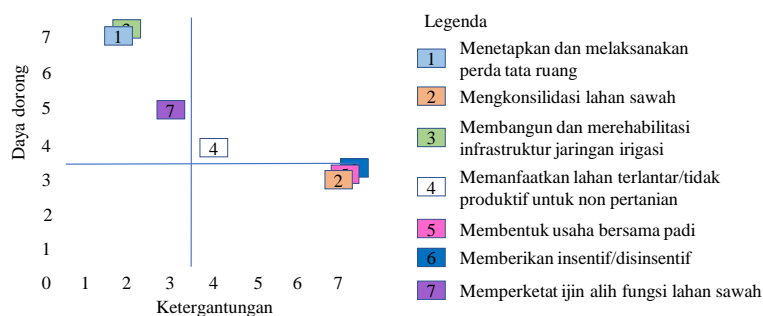 Legenda
Daya dorong
7
6
5
4
3
2
1
0 1 2 3 4 5 6 7
Ketergantungan
1
7
4
2
1 Menetapkan dan melaksanakan
perda tata ruang
2 Mengkonsilidasi lahan sawah
3 Membangun dan merehabilitasi
infrastruktur jaringan irigasi
4 Memanfaatkan lahan terlantar/tidak
produktif untuk non pertanian
5 Membentuk usaha bersama padi
6 Memberikan insentif/disinsentif
7 Memperketat ijin alih fungsi lahan sawah